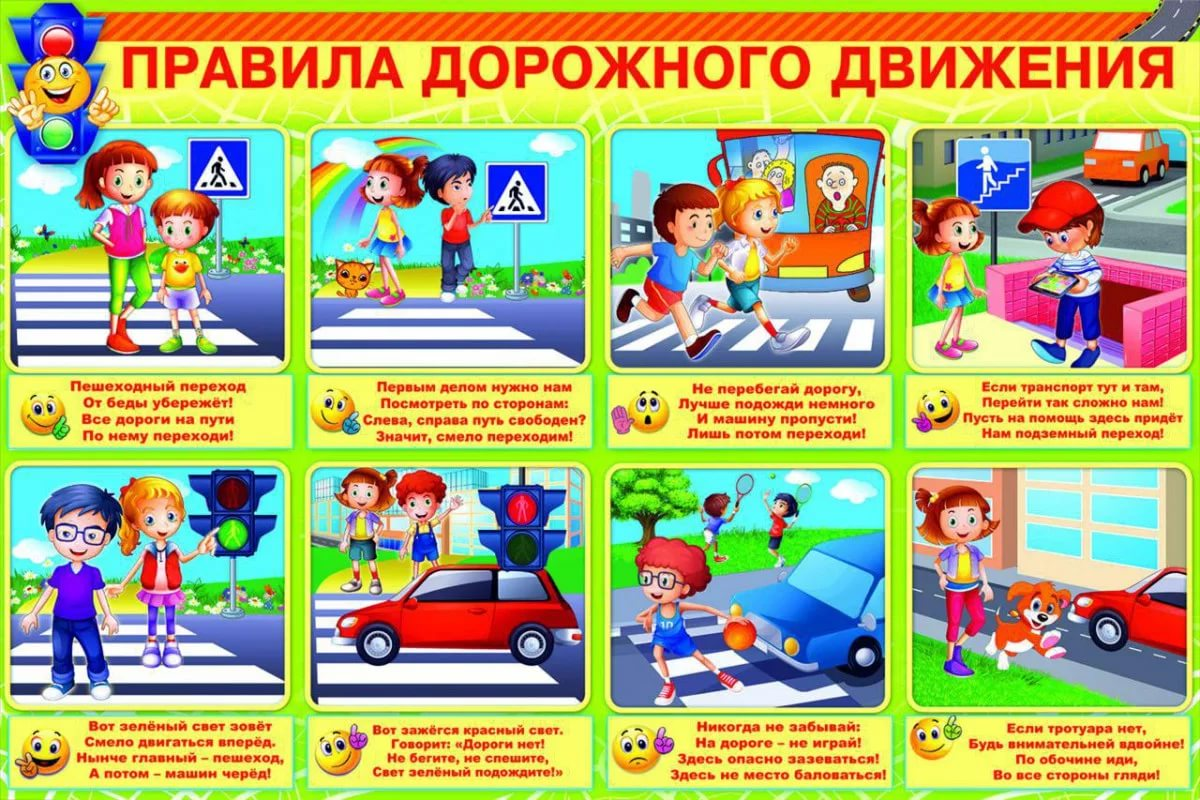 ПРАВИЛА ДОРОЖНОГО ДВИЖЕНИЯ
Пешеходный переход
От беды убережёт!
Все дороги на пути
По нему переходи!
Первым делом нужно нам
Посмотреть по сторонам:
Слева, справа путь свободен?
Значит, смело переходим!
Не перебегай дорогу,
Лучше подожди немного
И машину пропусти!
Лишь потом переходи!
Если транспорт тут и там,
Перейти так сложно нам!
Пусть на помощь здесь придёт
Нам подземный переход!
10
Вот зелёный свет зовёт
Смело двигаться вперёд.
Нынче главный – пешеход,
А потом – машин черёд!
Вот зажёгся красный свет.
Говорит: «Дороги нет!
Не бегите, не спешите,
Свет зелёный подождите!»
Никогда не забывай:
На дороге – не играй!
Здесь опасно зазеваться!
Здесь не место баловаться!
Если тротуара нет,
Будь внимательней вдвойне!
По обочине иди,
Во все стороны гляди!